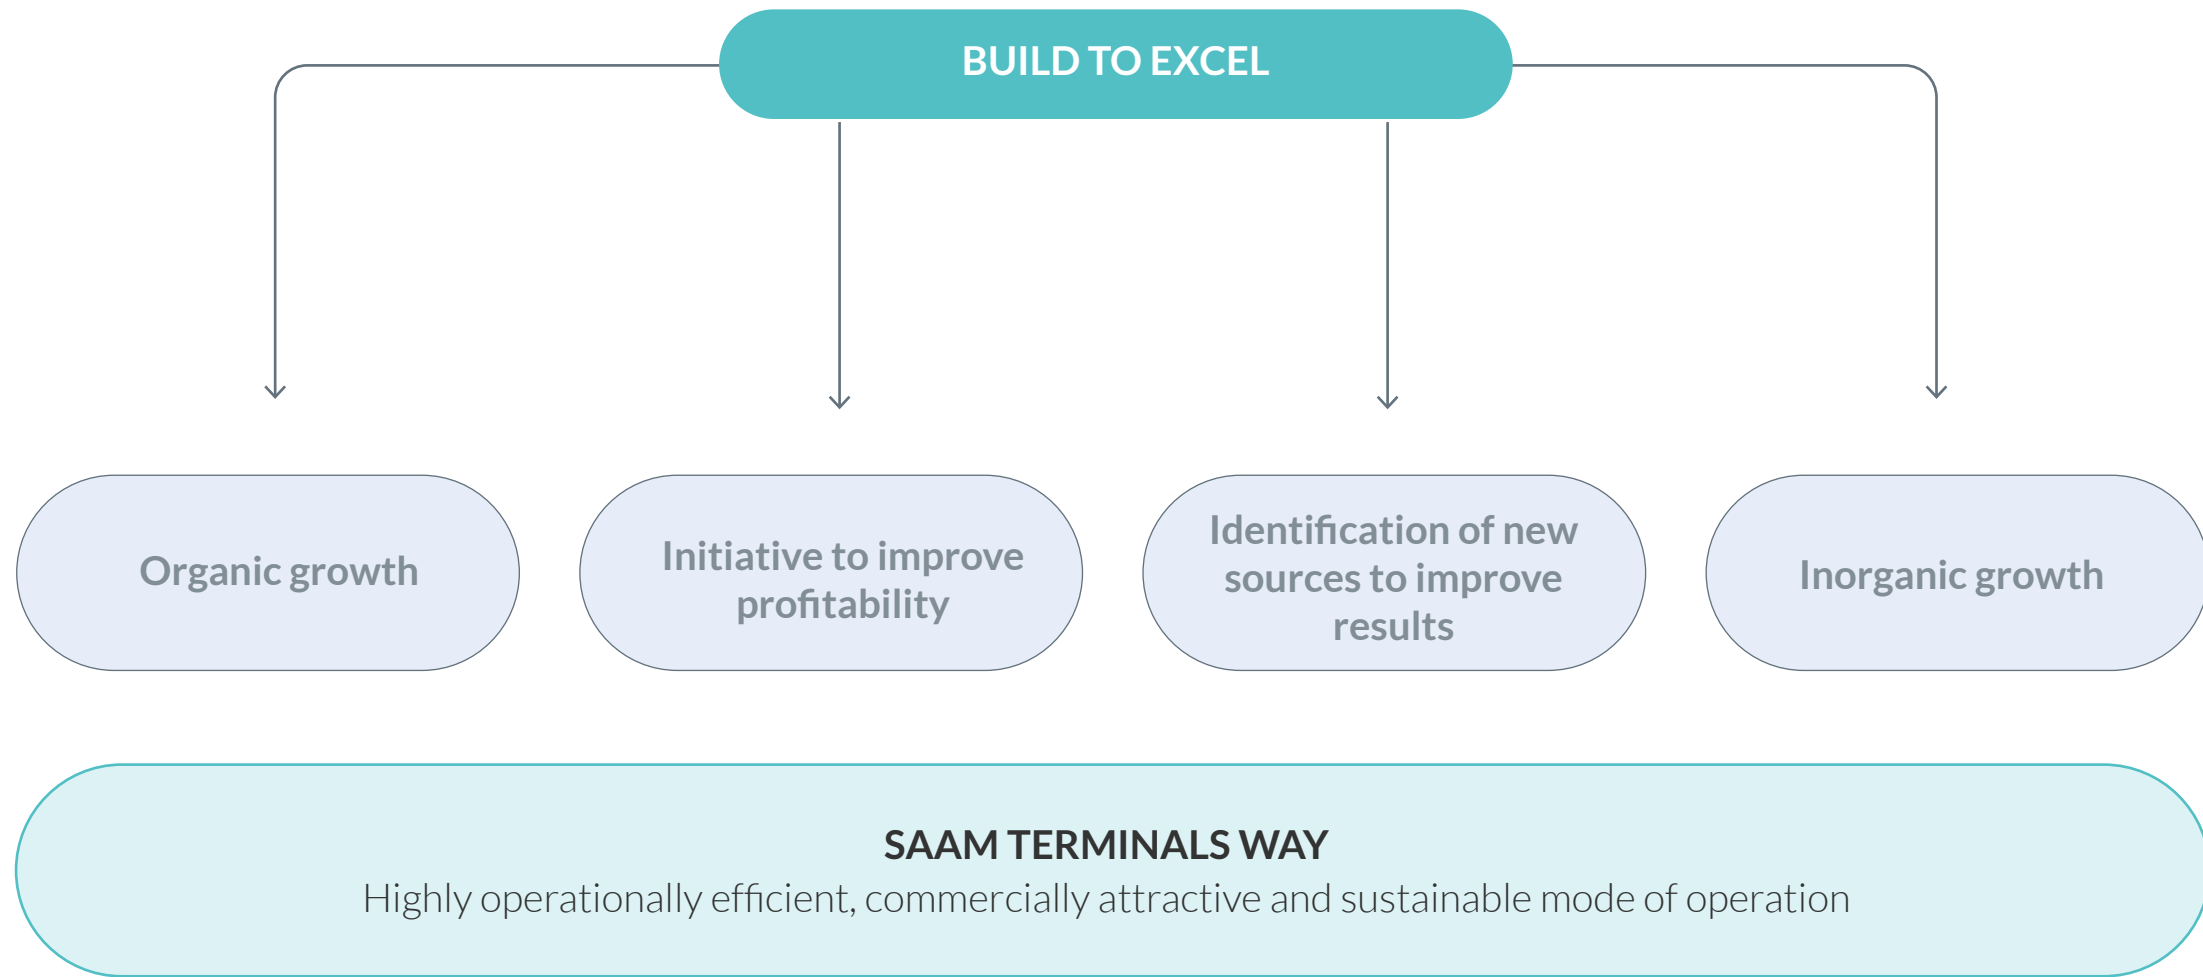 BUILD TO EXCEL
Organic growth
Initiative to improve
profitability
Identification of new
sources to improve
results
Inorganic growth
SAAM TERMINALS WAY
Highly operationally efficient, commercially attractive and sustainable mode of operation